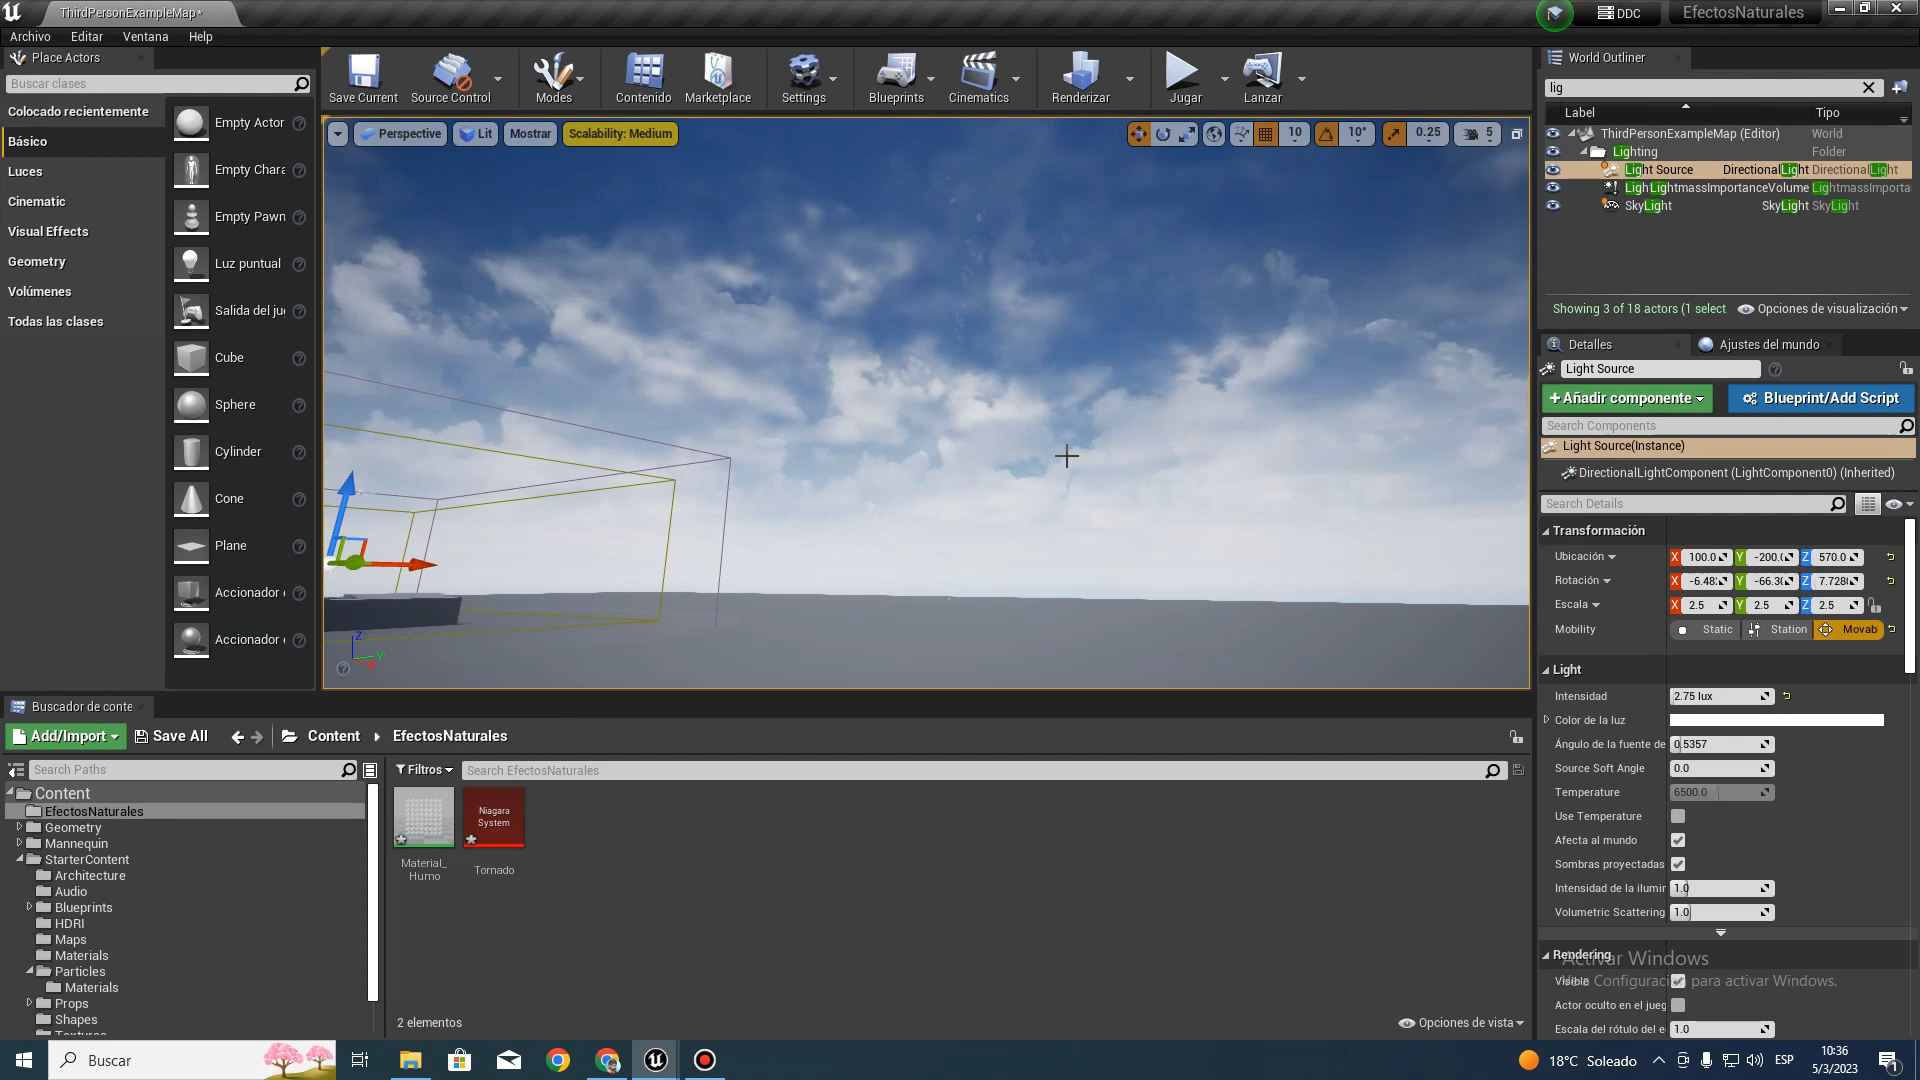 ThirdPersonExampleMap*
DDC
EfectosNaturales
Archivo
Editar
Ventana
Help
Place Actors
Buscar clases
Colocado recientemente
Básico
Luces
Cinematic
Visual Effects
Geometry
Volúmenes
Todas las clases
Empty Actor
Empty Chara
Empty Pawn
Luz puntual
Salida del ju
Cube
Sphere
Cylinder
Cone
Plane
Accionador
Accionador
Save Current
Source Control
Modes
Contenido
Marketplace
Settings
Blueprints
Cinematics
Renderizar
Jugar
Lanzar
Perspective
Lit
Mostrar
Scalability: Medium
10
10°
0.25
5
World Outliner
lig
Label
Tipo
ThirdPersonExampleMap (Editor)
World
Lighting
Folder
Light Source
DirectionalLight
DirectionalLight
LighLightmassImportanceVolume
LightmassImporta
SkyLight
SkyLight
SkyLight
Showing 3 of 18 actors (1 select
Opciones de visualización
Detalles
Ajustes del mundo
Light Source
+Añadir componente
Blueprint/Add Script
Search Components
Light Source(Instance)
DirectionalLightComponent (LightComponent0) (Inherited)
Search Details
Transformación
Ubicación
X 100.0
Y -200.0
Z 570.0
Rotación
X -6.48
Y -66.3
Z 7.728
Escala
X 2.5
Y 2.5
Z 2.5
Mobility
Static
Station
Movab
Light
Intensidad
2.75 lux
Color de la luz
Ángulo de la fuente de
0.5357
Source Soft Angle
0.0
Temperature
6500.0
Use Temperature
Afecta al mundo
Sombras proyectadas
Intensidad de la ilumin
1.0
Volumetric Scattering
1.0
Rendering
Activar Windows
Visible
para activar Windows.
Actor oculto en el jueg
Escala del rótulo del e
1.0
Z
Y
X
Buscador de conte
Add/Import
Save All
Content
EfectosNaturales
Search Paths
Filtros
Search EfectosNaturales
Content
EfectosNaturales
Geometry
Mannequin
StarterContent
Architecture
Audio
Blueprints
HDRI
Maps
Materials
Particles
Materials
Props
Shapes
Textures
Niagara
System
Material_
Humo
Tornado
2 elementos
Opciones de vista
Buscar
18°C Soleado
ESP
10:36
5/3/2023
1